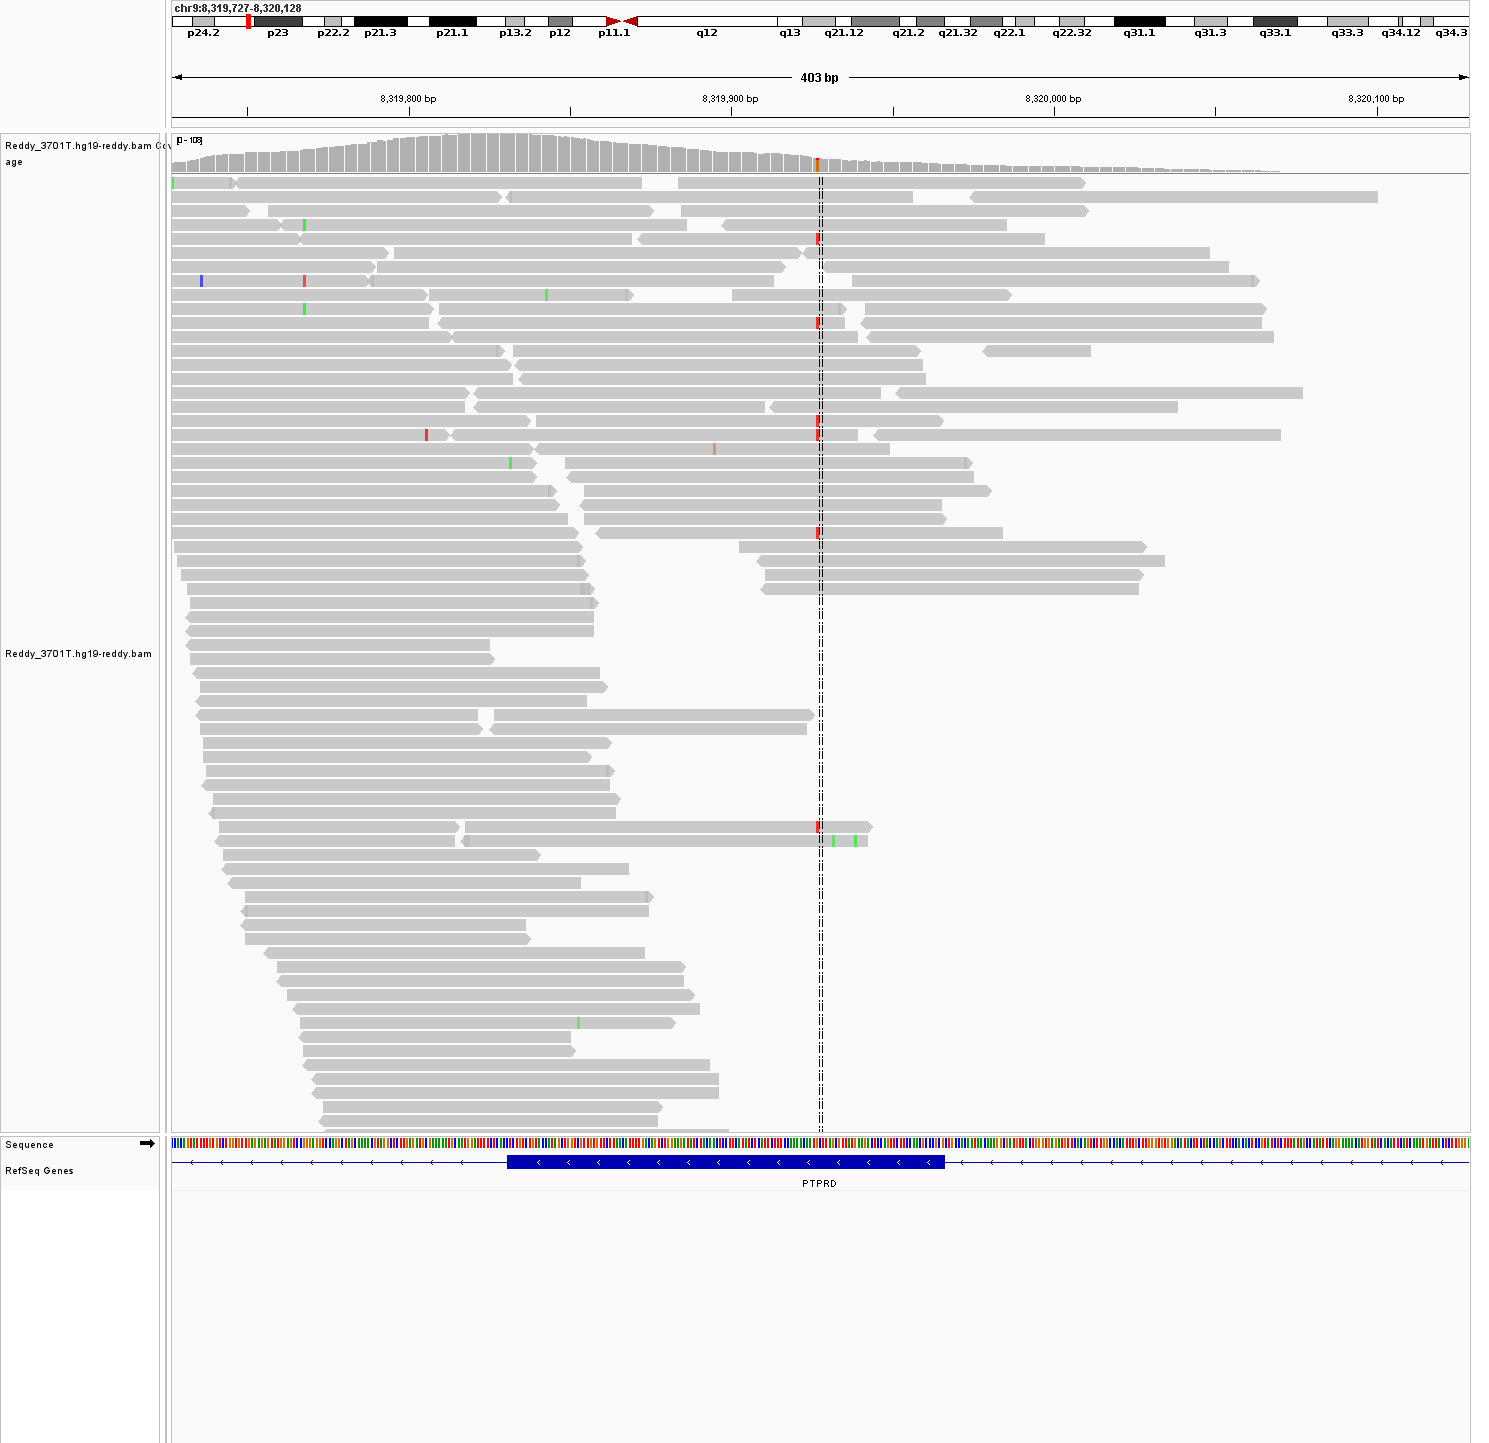 chr9:8,319,727-8,320,128
p24.2 p23 p22.2 p21.3 p21.1 p13.2 p12 p11.1 q12 q13 q21.12 q21.2 q21.32 q22.1 q22.32 q31.1 q31.3 q33.1 q33.3 q34.12 q34.3
403 bp
8,319,800 bp 8,319,900 bp 8,320,000 bp 8,320,100 bp
[0 - 108]
Reddy_3701T.hg19-reddy.bam Cov
age
Reddy_3701T.hg19-reddy.bam
Sequence
RefSeq Genes
PTPRD